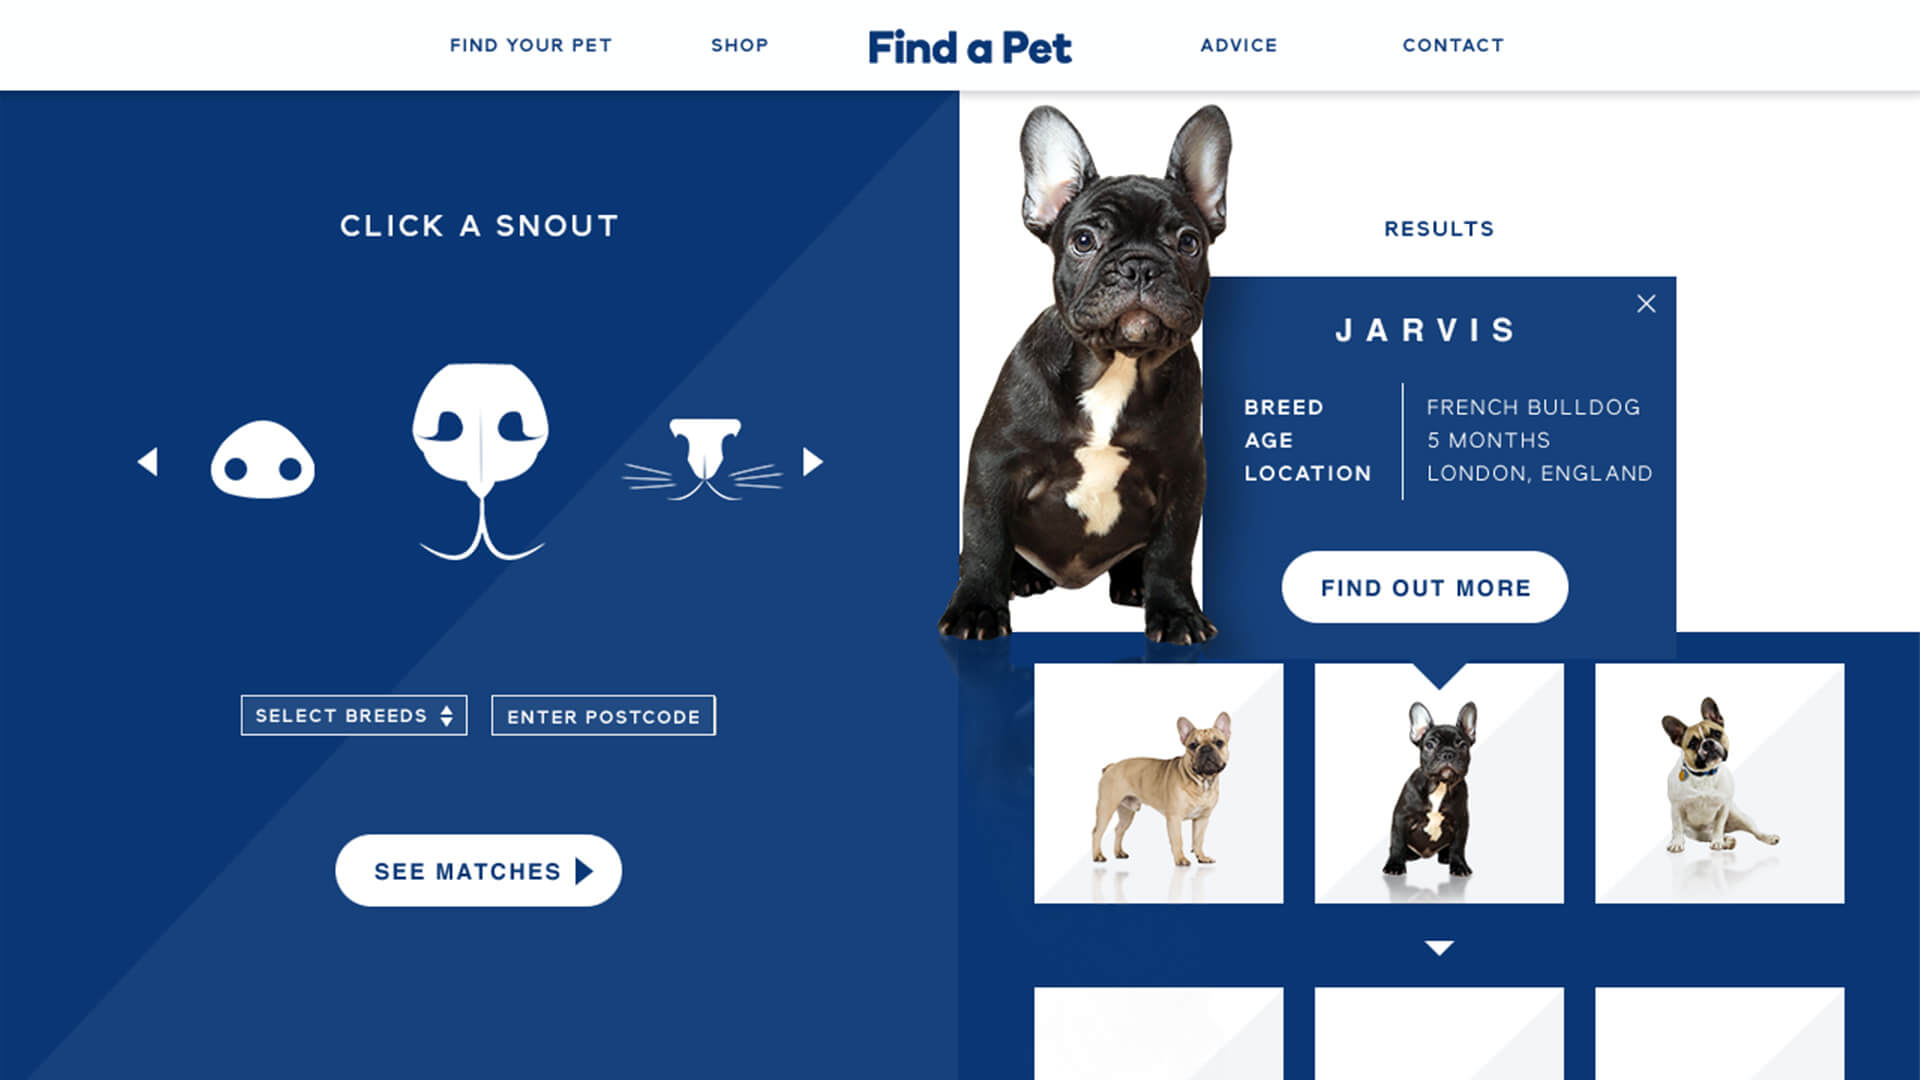 FIND YOUR PET
SHOP
Find a Pet
ADVICE
CONTACT
CLICK A SNOUT
SELECT BREEDS
ENTER POSTCODE
SEE MATCHES
RESULTS
JARVIS
BREED FRENCH BULLDOG
AGE 5 MONTHS
LOCATION LONDON, ENGLAND
FIND OUT MORE